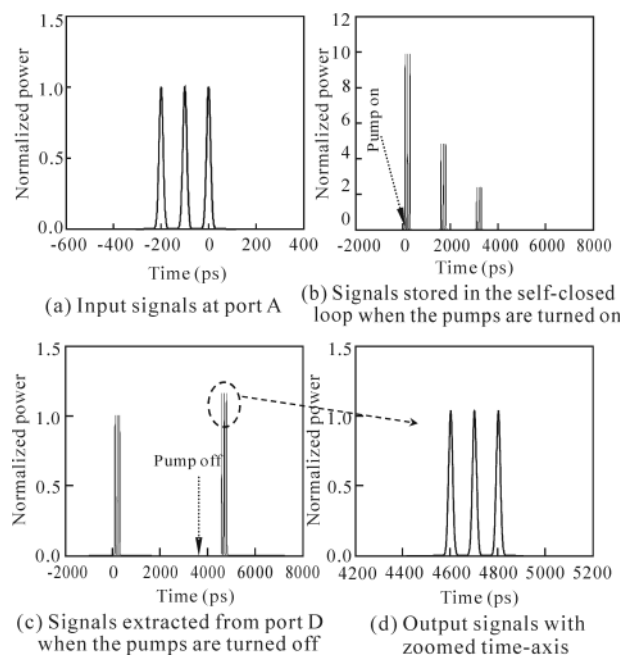 1.5
1.0
0.5
0.0
Normalized power
-600 -400 -200 0 200 400
Time (ps)
(a) Input signals at port A
12
10
8
6
4
2
0
Normalized power
Pump on
-2000 0 2000 4000 6000 8000
Time (ps)
(b) Signals stored in the self-closed
loop when the pumps are turned on
1.5
1.0
0.5
0.0
Normalized power
Pump off
-2000 0 2000 4000 6000 8000
Time (ps)
(c) Signals extracted from port D
when the pumps are turned off
1.5
1.0
0.5
0.0
Normalized power
4200 4400 4600 4800 5000 5200
Time (ps)
(d) Output signals with
zoomed time-axis